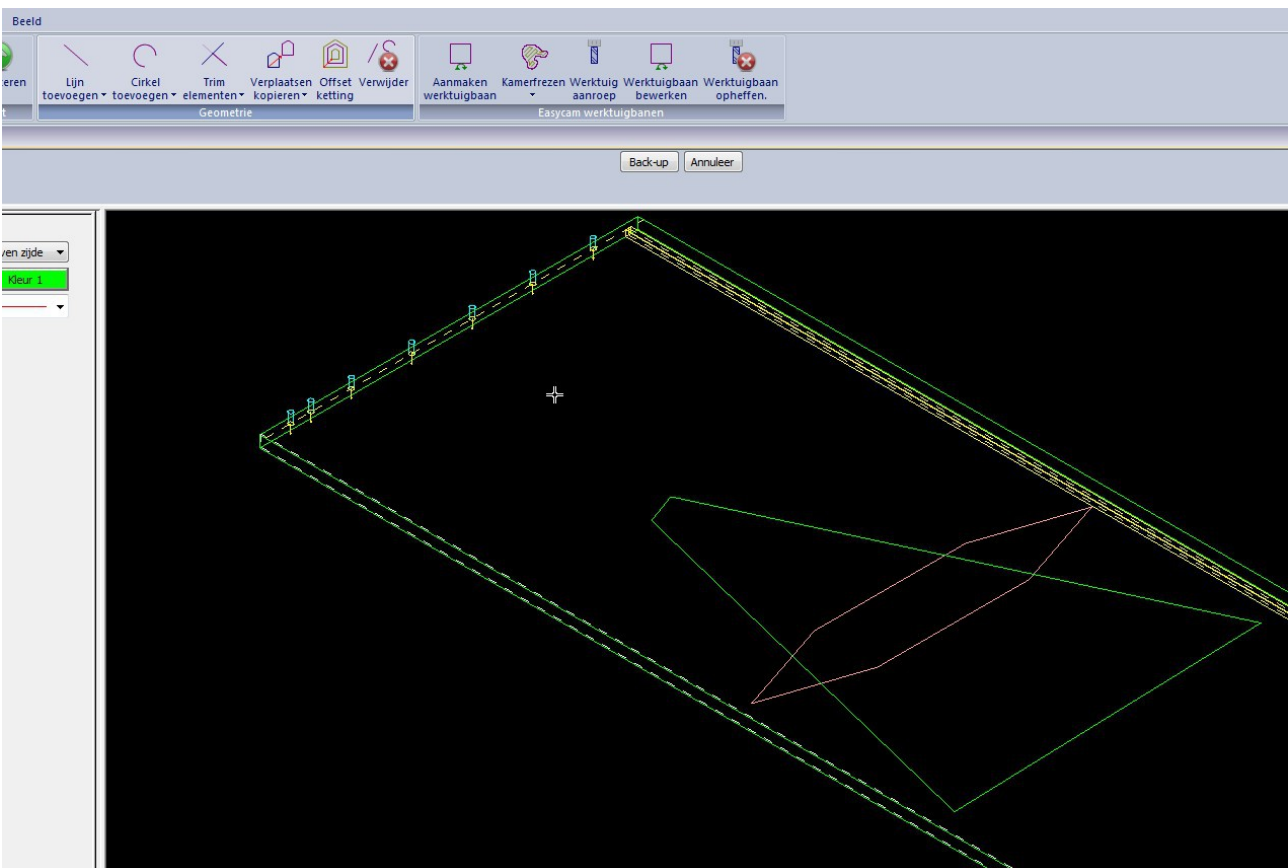 Beeld
eren
Lijn toevoegen
Cirkel toevoegen
Trim elementen
Verplaatsen kopieren
Offset ketting
Verwijder
Aanmaken werktuigbaan
Kamerfrezen
Werktuig aanroep
Werktuigbaan bewerken
Werktuigbaan opheffen.
t
Geometrie
Easycam werktuigbanen
Back-up
Annuleer
ven zijde
Kleur 1